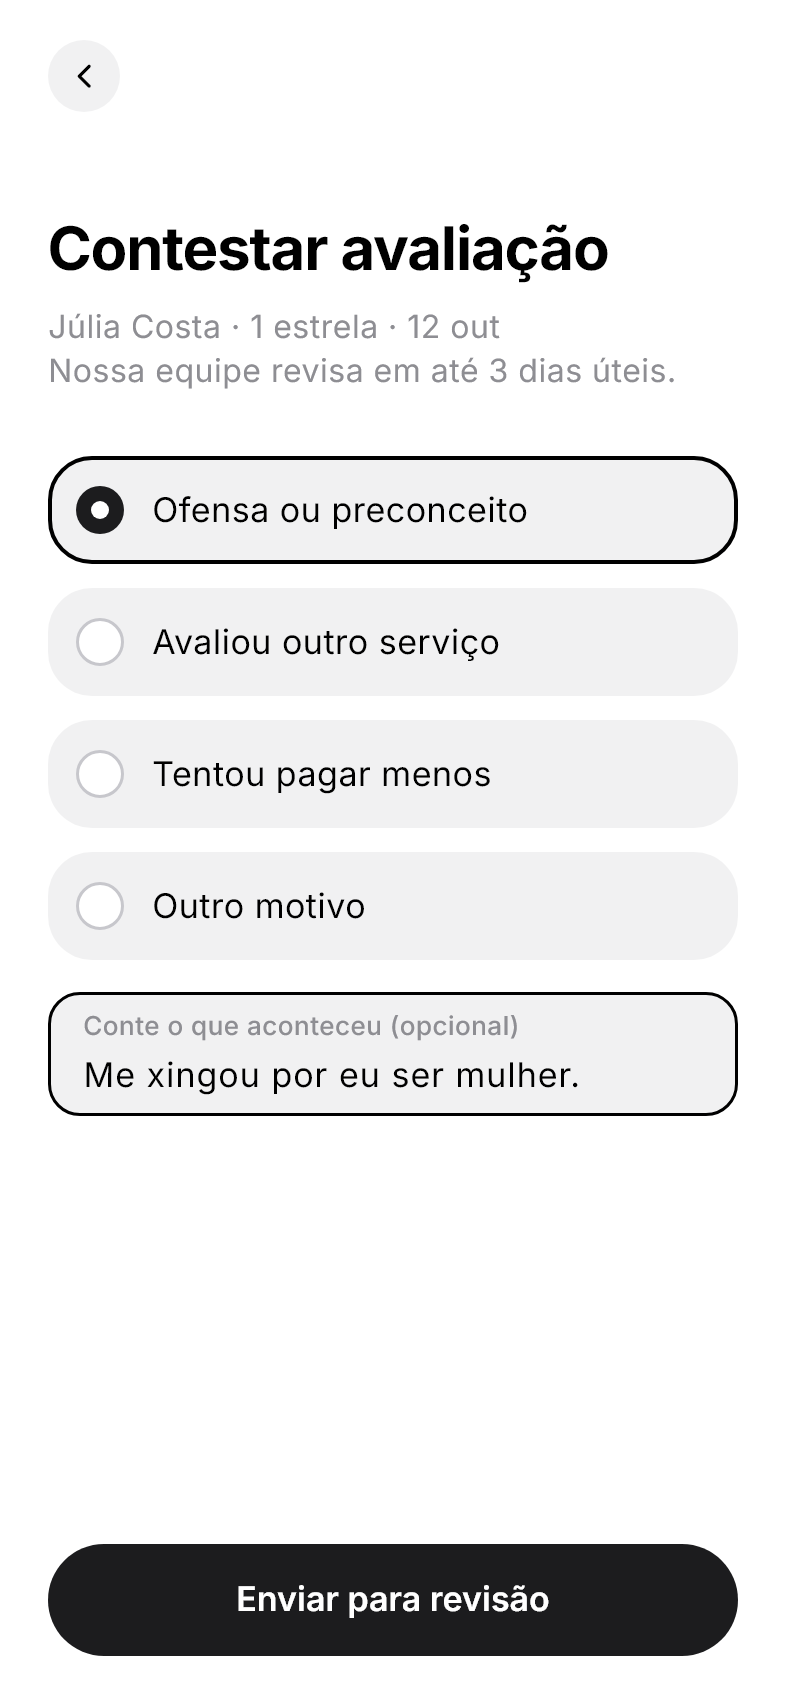 Contestar avaliação
Júlia Costa · 1 estrela · 12 out
Nossa equipe revisa em até 3 dias úteis.
Ofensa ou preconceito
Avaliou outro serviço
Tentou pagar menos
Outro motivo
Conte o que aconteceu (opcional)
Me xingou por eu ser mulher.
Enviar para revisão